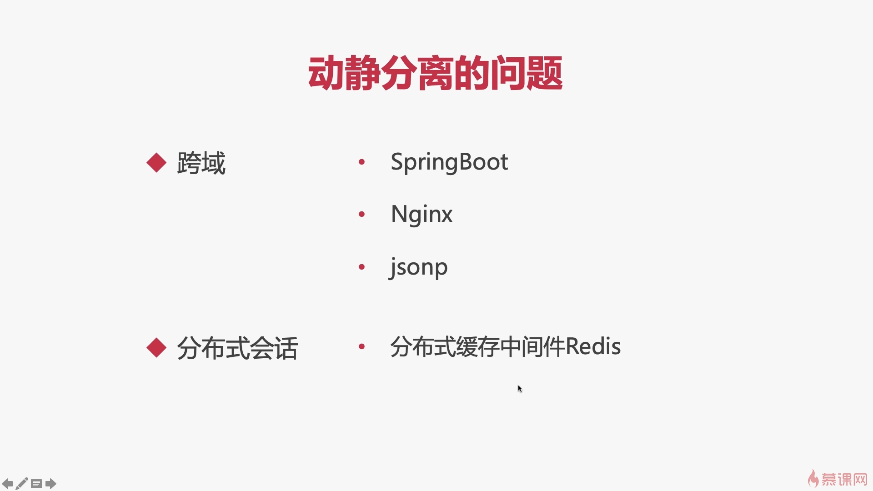 动静分离的问题
跨域
SpringBoot
Nginx
jsonp
分布式会话
分布式缓存中间件Redis
慕课网